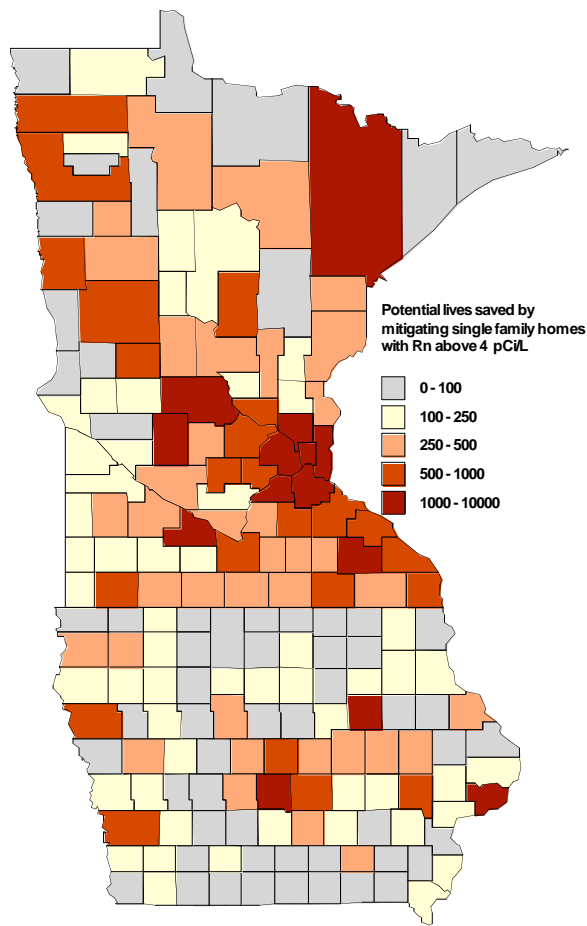 Potential lives saved by
mitigating single family homes
with Rn above 4 pCi/L
0 - 100
100 - 250
250 - 500
500 - 1000
1000 - 10000